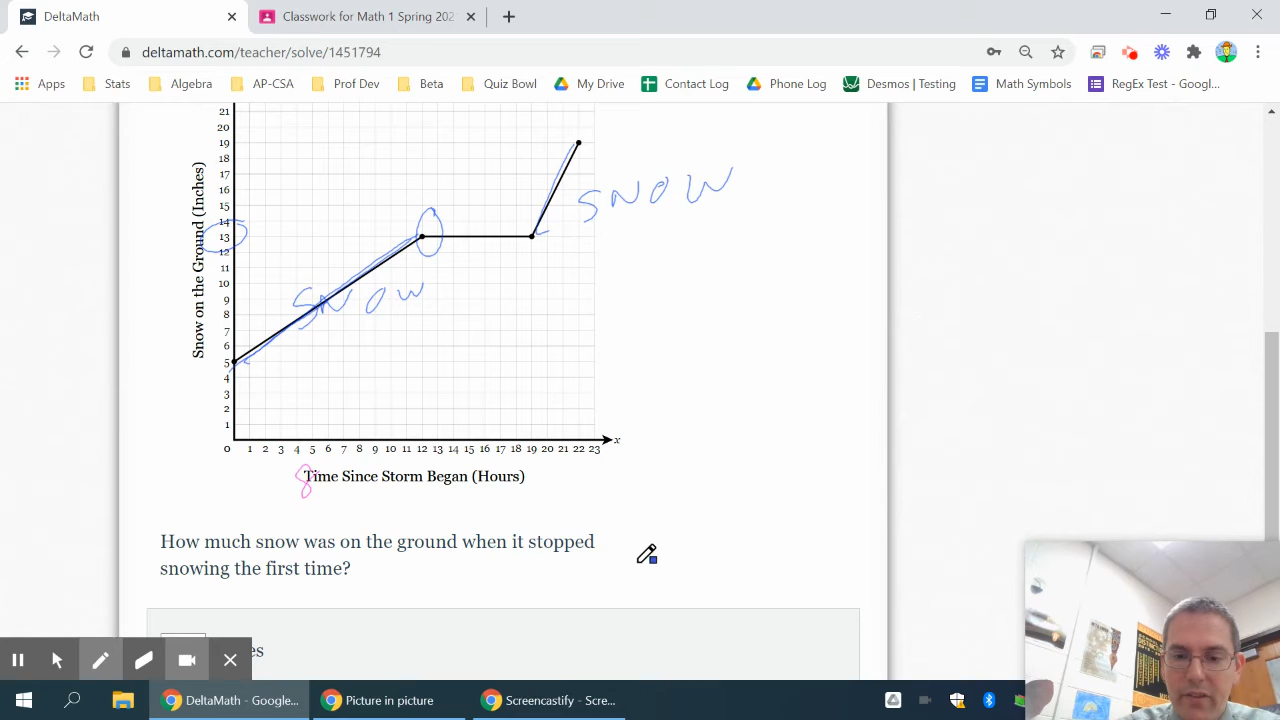 DeltaMath
Classwork for Math 1 Spring 202
deltamath.com/teacher/solve/1451794
Apps Stats Algebra AP-CSA Prof Dev Beta Quiz Bowl My Drive Contact Log Phone Log Desmos | Testing Math Symbols RegEx Test - Yo...
Snow on the Ground (Inches)
21
20
19
18
17
16
15
14
13
12
11
10
9
8
7
6
5
4
3
2
1
SNOW
SNOW
0 1 2 3 4 5 6 7 8 9 10 11 12 13 14 15 16 17 18 19 20 21 22 23 x
8
Time Since Storm Began (Hours)
How much snow was on the ground when it stopped
snowing the first time?
es
DeltaMath - Google... Picture in picture Screencastify - Scre...